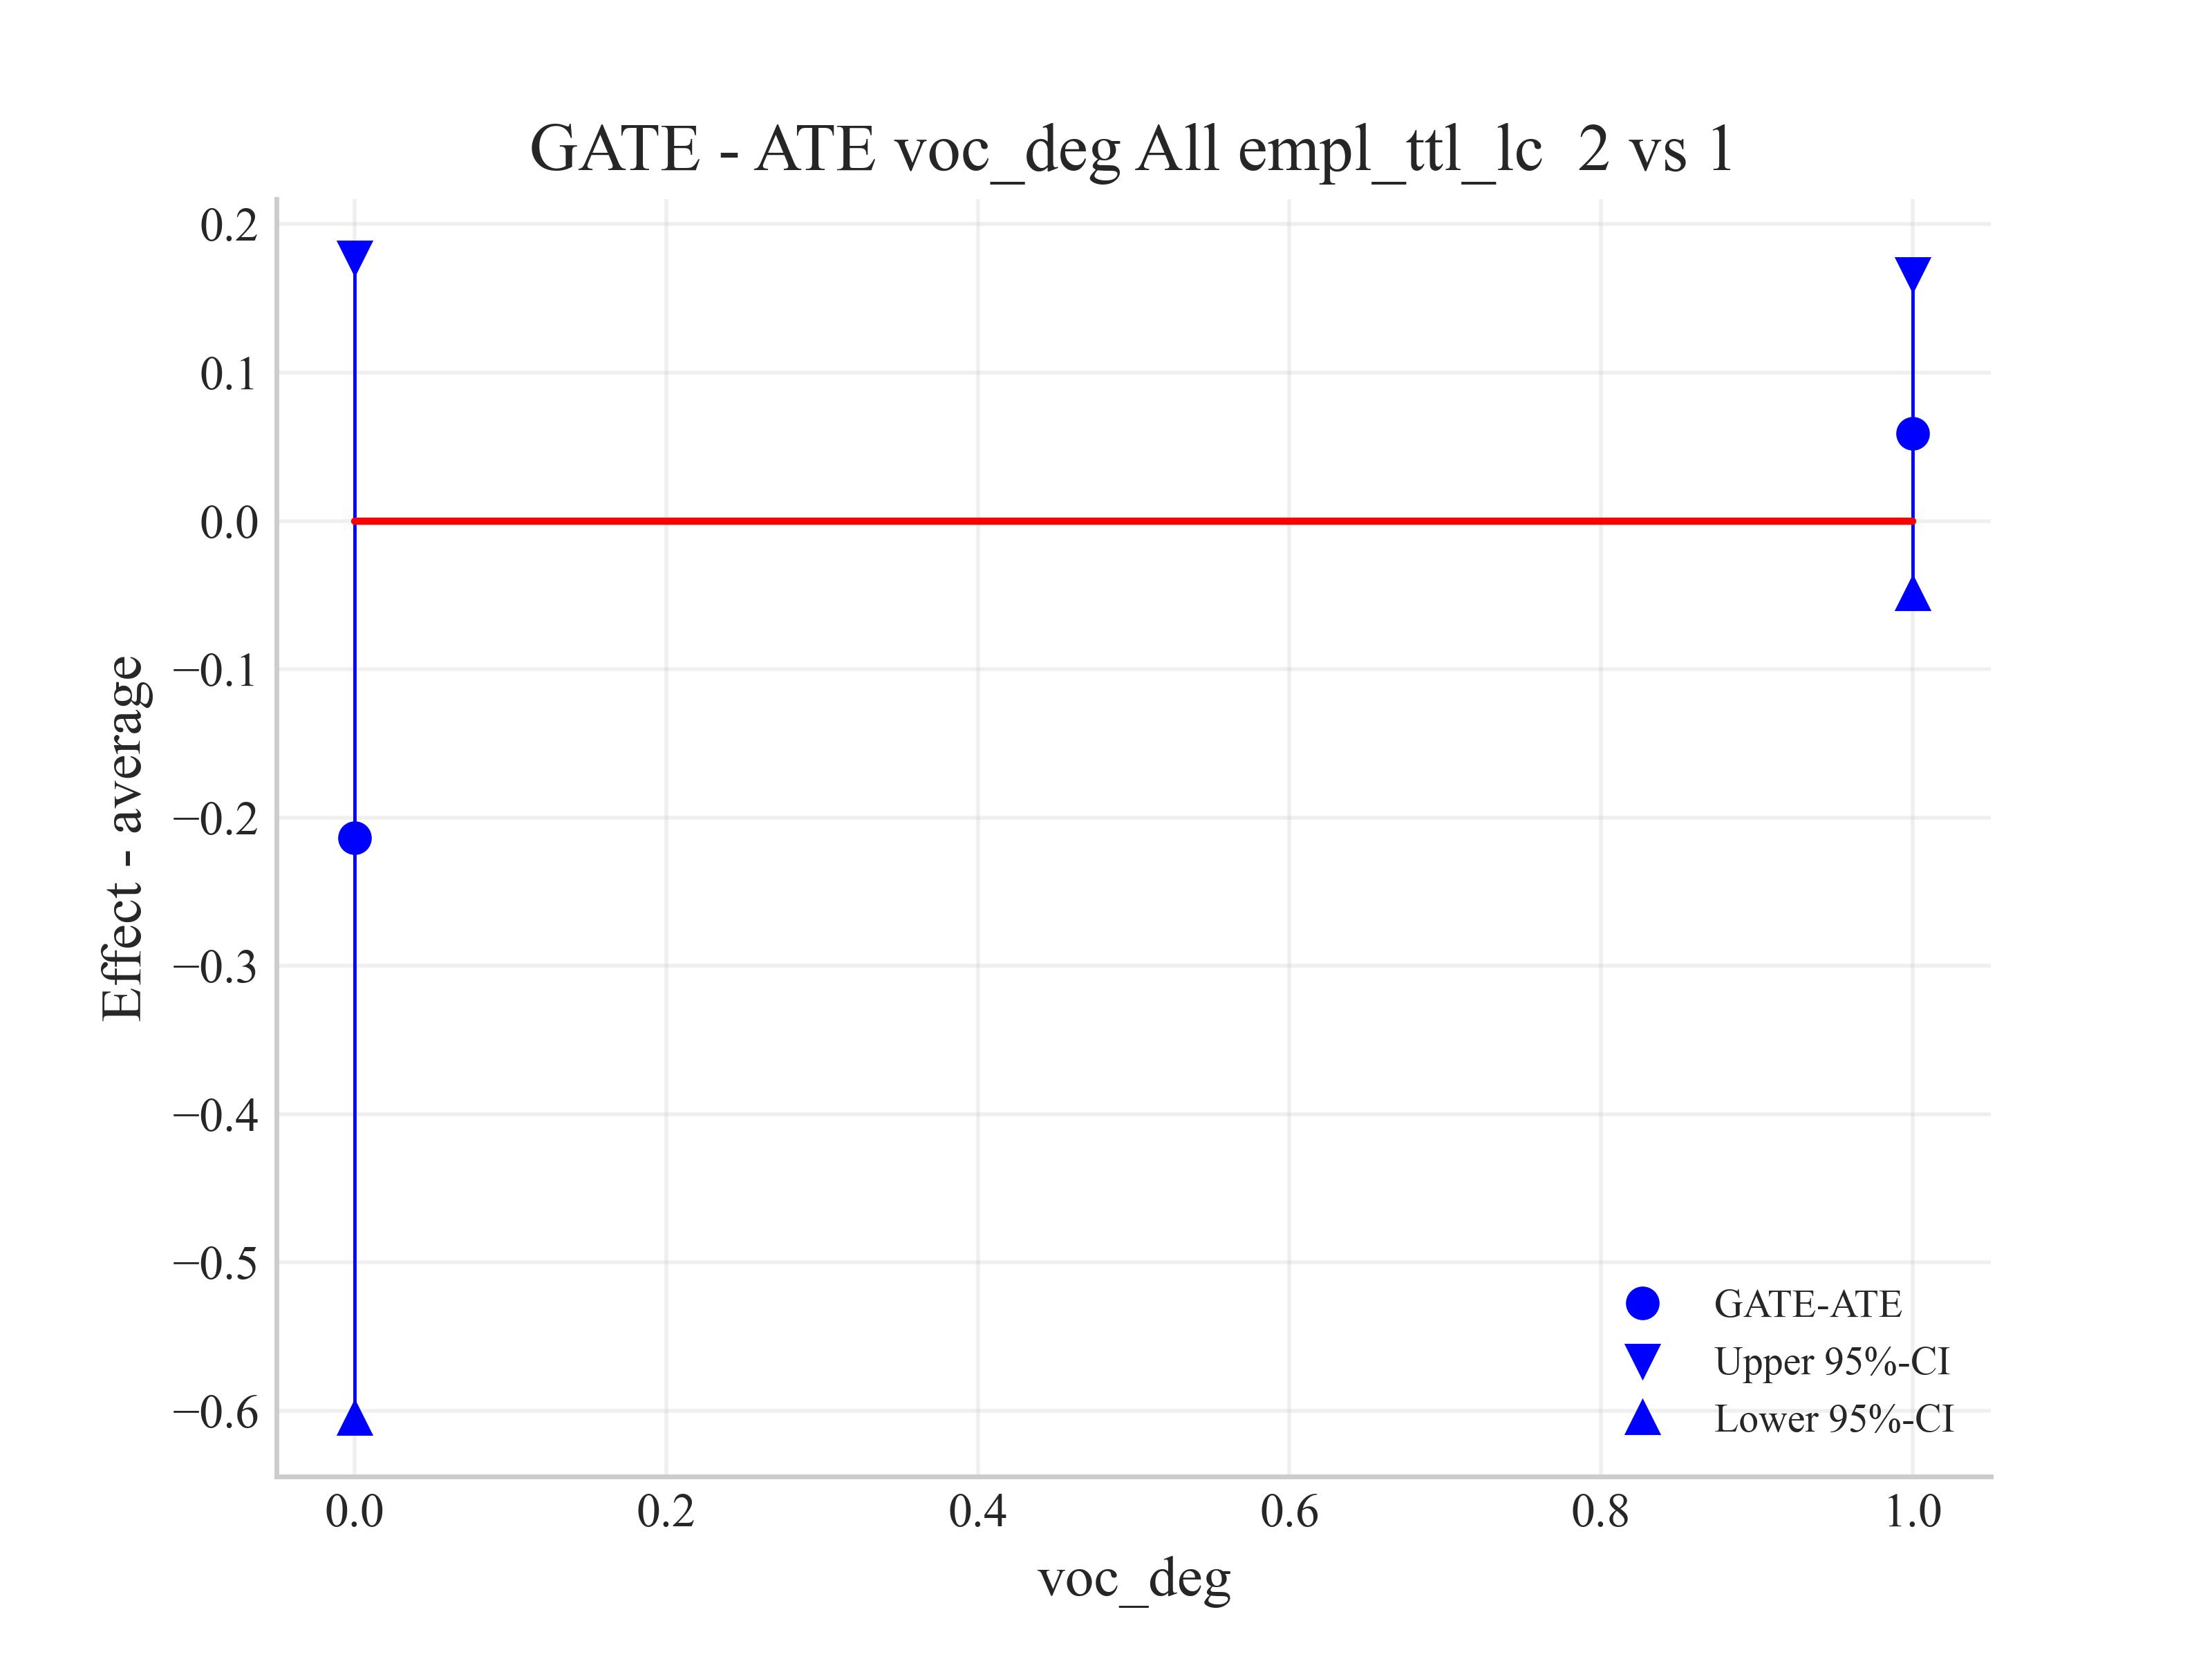 GATE - ATE voc_deg All empl_ttl_lc  2 vs 1
Effect - average
0.2
0.1
0.0
−0.1
−0.2
−0.3
−0.4
−0.5
−0.6
GATE-ATE
Upper 95%-CI
Lower 95%-CI
0.0 0.2 0.4 0.6 0.8 1.0
voc_deg